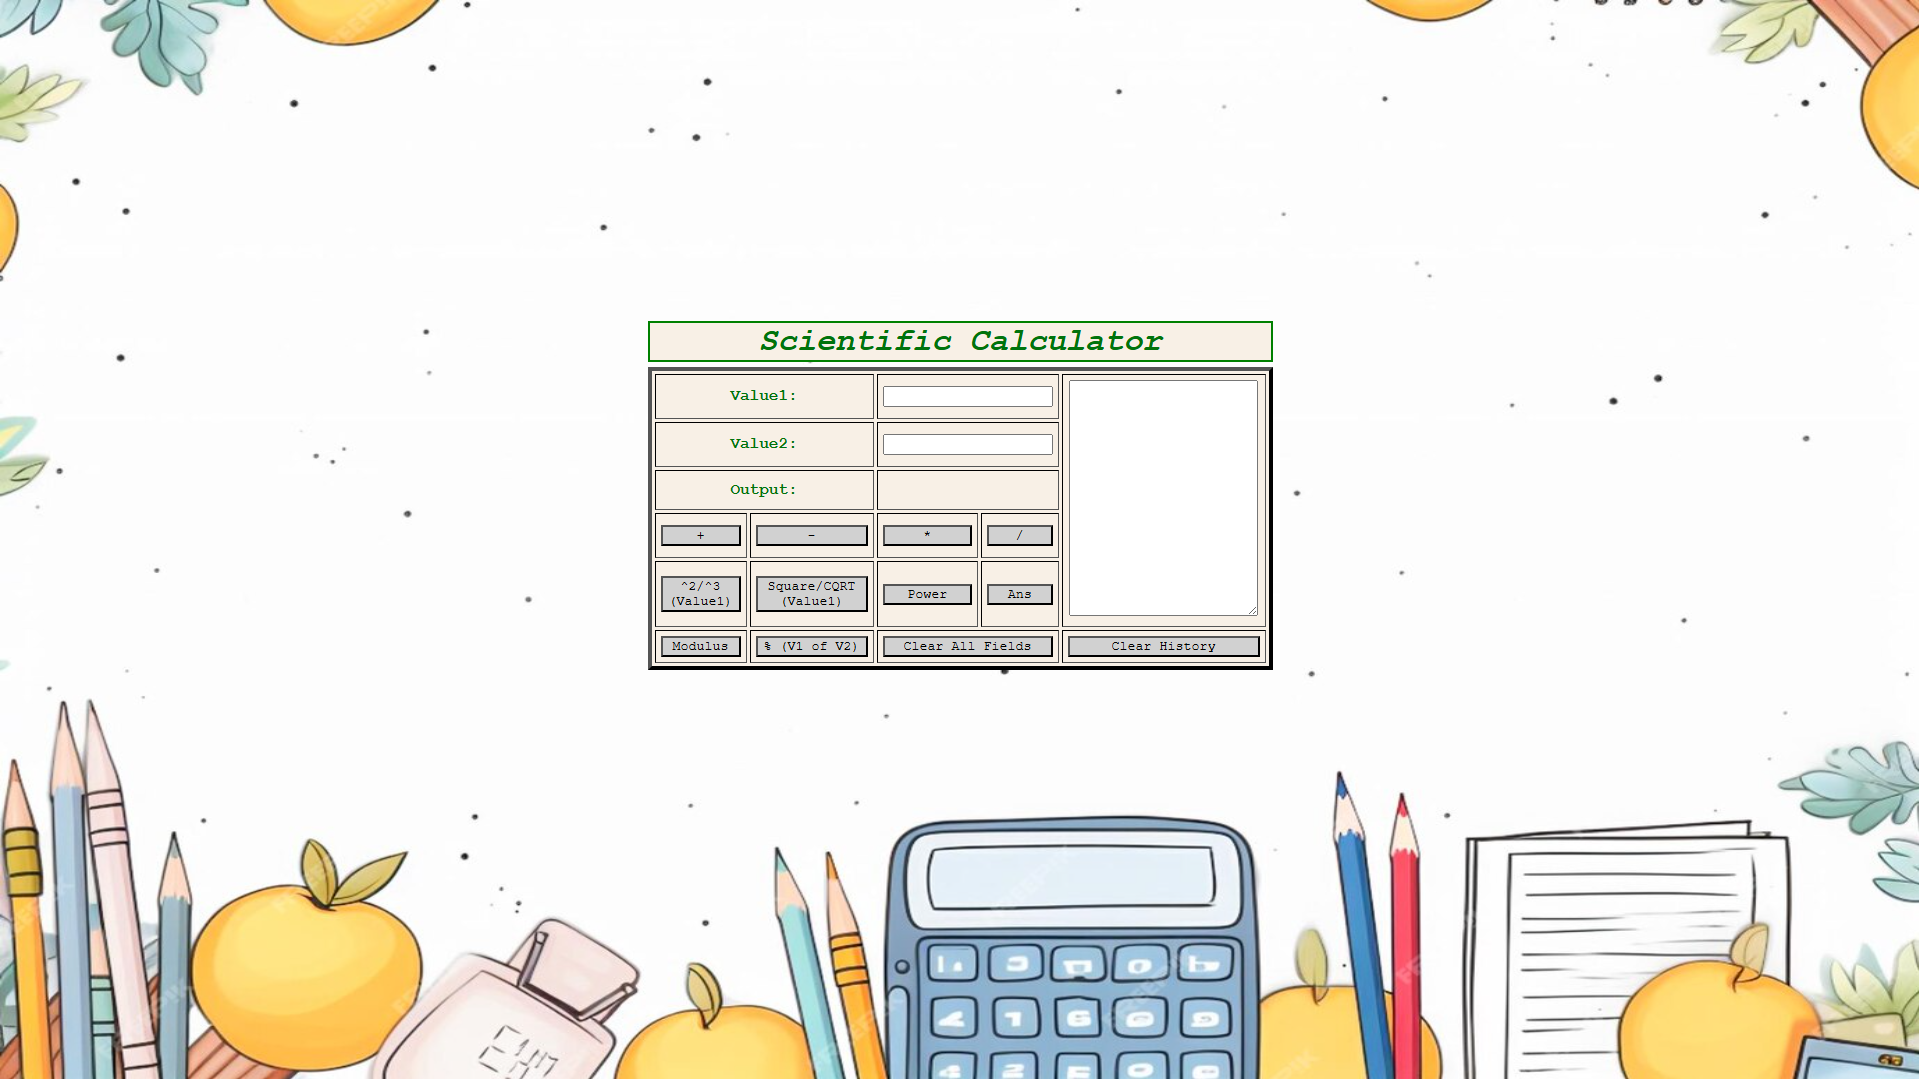 Scientific Calculator
Value1:
Value2:
Output:
+ - * /
^2/^3 (Value1)
Square/CQRT (Value1)
Power
Ans
Modulus
% (V1 of V2)
Clear All Fields
Clear History